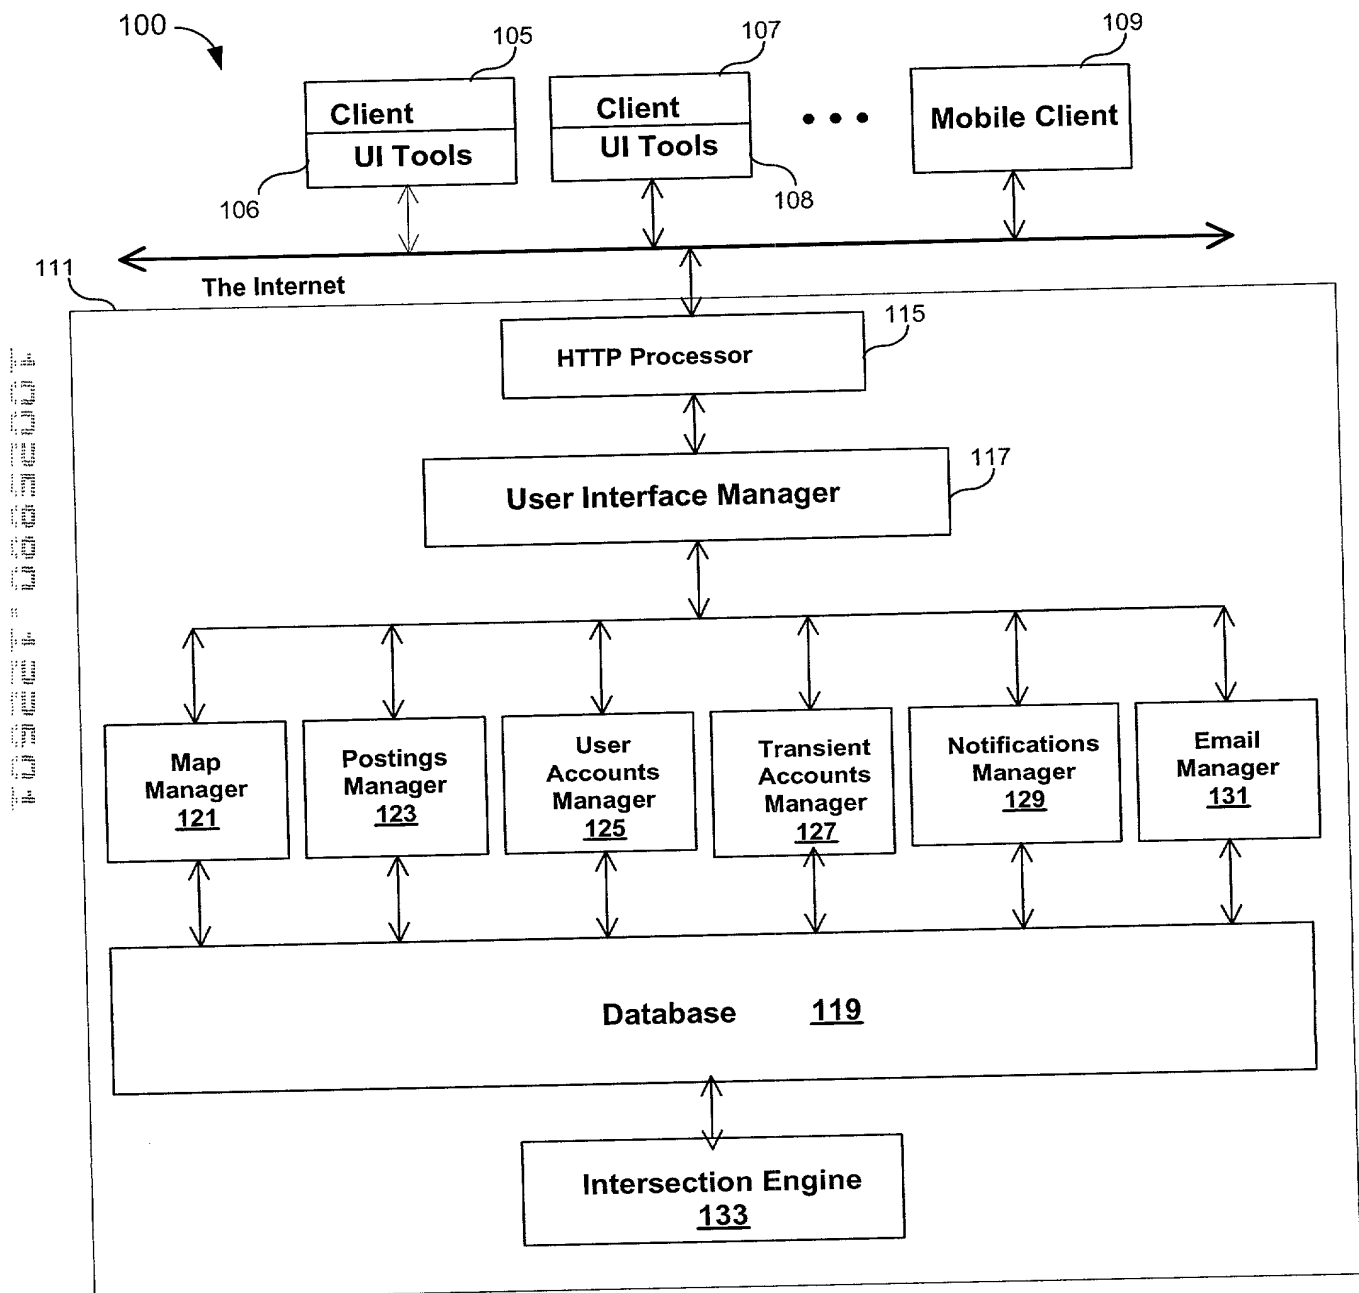 100
105
107
109
Client
UI Tools
Client
UI Tools
Mobile Client
106
108
The Internet
111
HTTP Processor
115
User Interface Manager
117
Map
Manager
121
Postings
Manager
123
User
Accounts
Manager
125
Transient
Accounts
Manager
127
Notifications
Manager
129
Email
Manager
131
Database 119
Intersection Engine
133